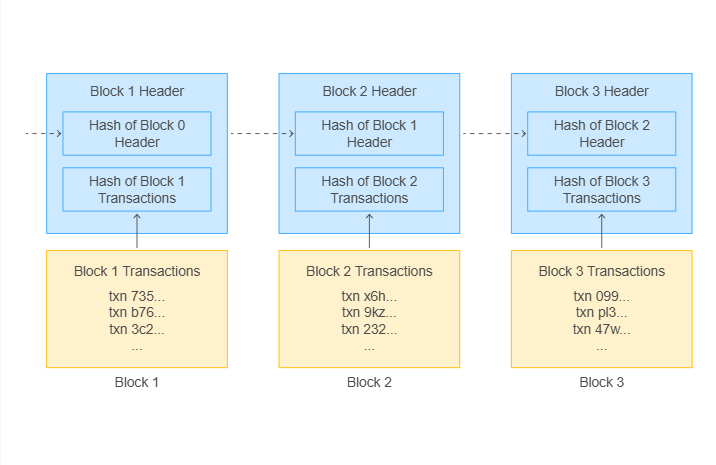 Block 1 Header
Hash of Block 0
Header
Hash of Block 1
Transactions
Block 1 Transactions
txn 735...
txn b76...
txn 3c2...
...
Block 1
Block 2 Header
Hash of Block 1
Header
Hash of Block 2
Transactions
Block 2 Transactions
txn x6h...
txn 9kz...
txn 232...
...
Block 2
Block 3 Header
Hash of Block 2
Header
Hash of Block 3
Transactions
Block 3 Transactions
txn 099...
txn pl3...
txn 47w...
...
Block 3